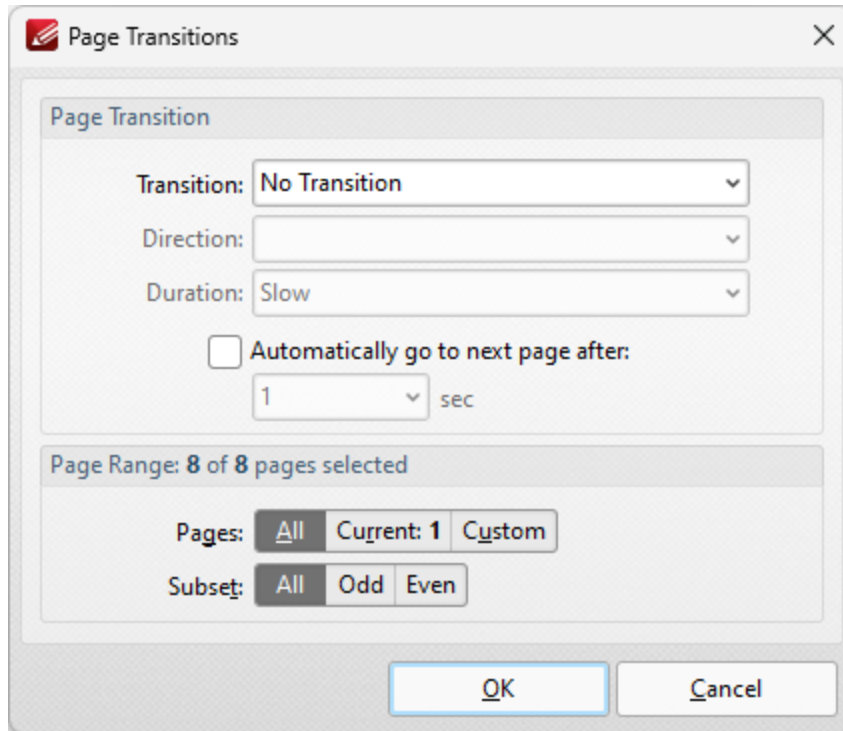 Page Transitions
Page Transition
Transition: No Transition
Direction:
Duration: Slow
Automatically go to next page after:
1 sec
Page Range: 8 of 8 pages selected
Pages: All Current: 1 Custom
Subset: All Odd Even
OK Cancel